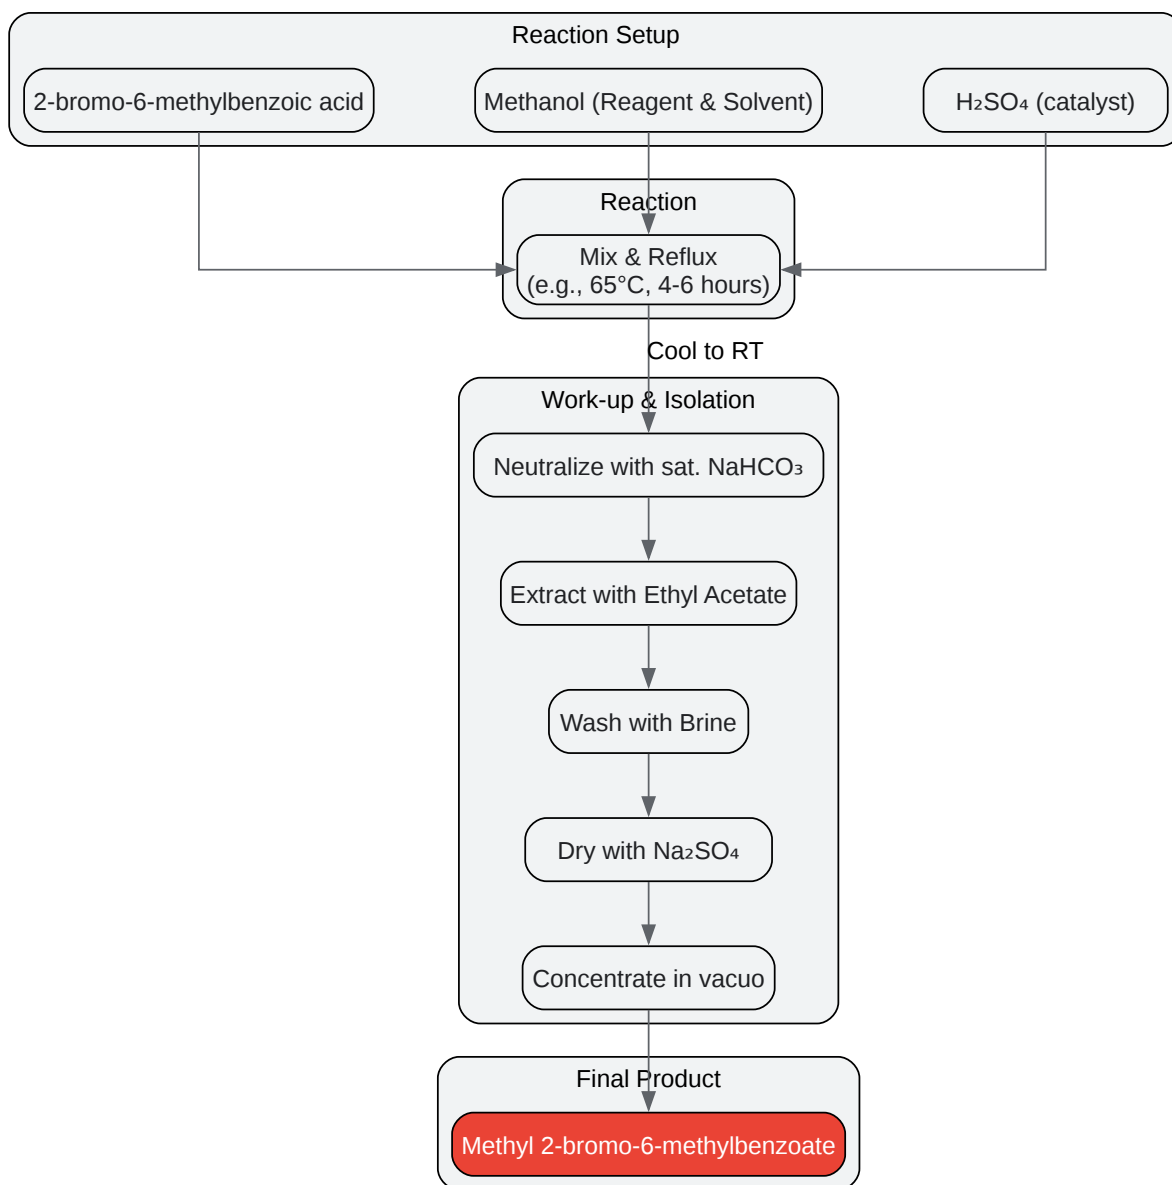 Reaction Setup
2-bromo-6-methylbenzoic acid
Methanol (Reagent & Solvent)
H₂SO₄ (catalyst)
Reaction
Mix & Reflux
(e.g., 65°C, 4-6 hours)
Cool to RT
Work-up & Isolation
Neutralize with sat. NaHCO₃
Extract with Ethyl Acetate
Wash with Brine
Dry with Na₂SO₄
Concentrate in vacuo
Final Product
Methyl 2-bromo-6-methylbenzoate